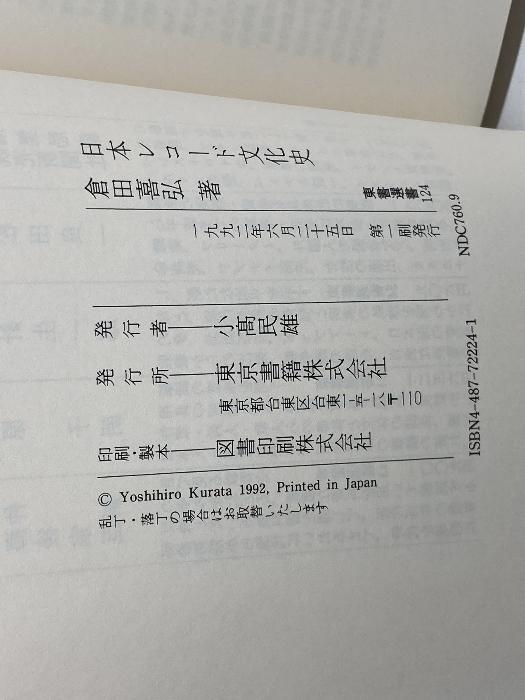 日本レコード文化史
倉田喜弘 著
東書選書
124
一九九二年六月二十五日 第一刷発行
NDC760.9
発行者――小髙民雄
発行所――東京書籍株式会社
東京都台東区台東一-五-一八〒一一〇
印刷・製本――図書印刷株式会社
ISBN4-487-72224-1
© Yoshihiro Kurata 1992, Printed in Japan
乱丁・落丁の場合はお取替いたします